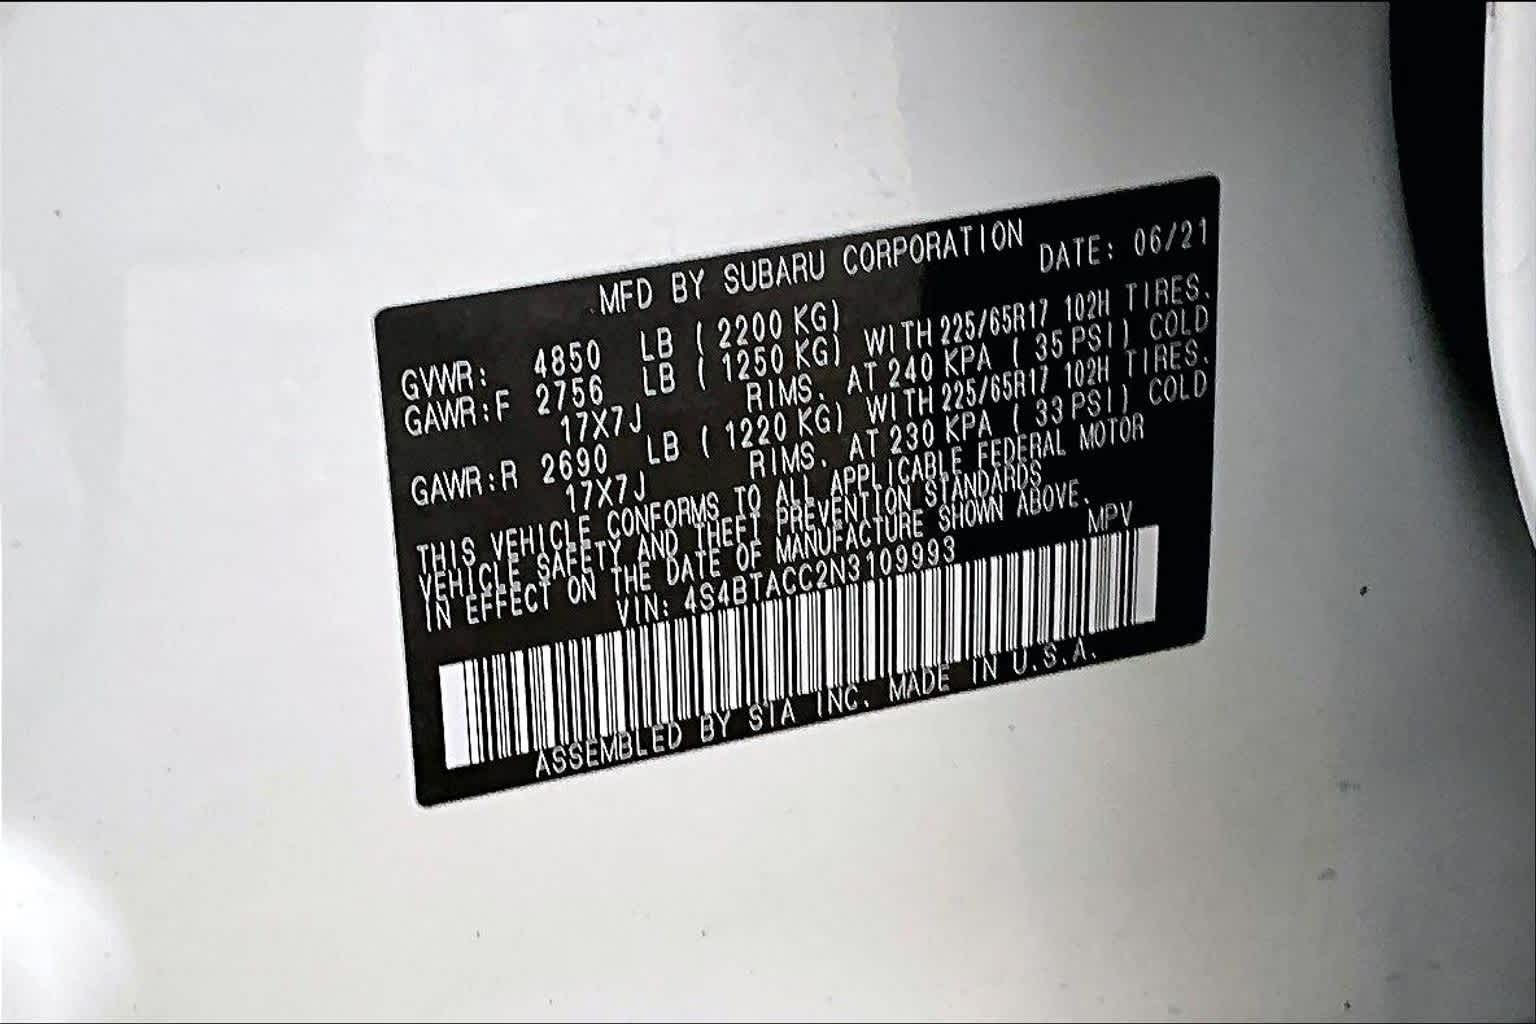 MFD BY SUBARU CORPORATION DATE: 06/21
GVWR: 4850 LB ( 2200 KG)
GAWR:F 2756 LB ( 1250 KG) WITH 225/65R17 102H TIRES.
17X7J RIMS. AT 240 KPA ( 35 PSI) COLD
GAWR:R 2690 LB ( 1220 KG) WITH 225/65R17 102H TIRES.
17X7J RIMS. AT 230 KPA ( 33 PSI) COLD
THIS VEHICLE CONFORMS TO ALL APPLICABLE FEDERAL MOTOR
VEHICLE SAFETY AND THEFT PREVENTION STANDARDS
IN EFFECT ON THE DATE OF MANUFACTURE SHOWN ABOVE.
VIN: 4S4BTACC2N3109993 MPV
ASSEMBLED BY SIA INC. MADE IN U.S.A.